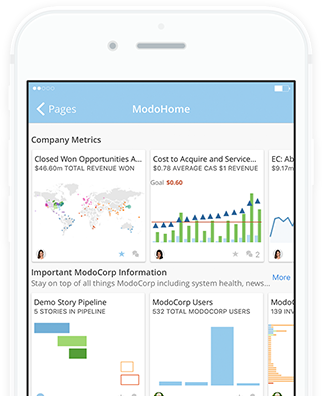 Pages
ModoHome
Company Metrics
Closed Won Opportunities A...
$46.60m TOTAL REVENUE WON
Cost to Acquire and Service...
$0.78 AVERAGE CAS $1 REVENUE
Goal $0.60
2
EC: Ab
$9.17m
Important ModoCorp Information
Stay on top of all things ModoCorp including system health, news...
More
Demo Story Pipeline
5 STORIES IN PIPELINE
ModoCorp Users
532 TOTAL MODOCORP USERS
ModoC
139 INV